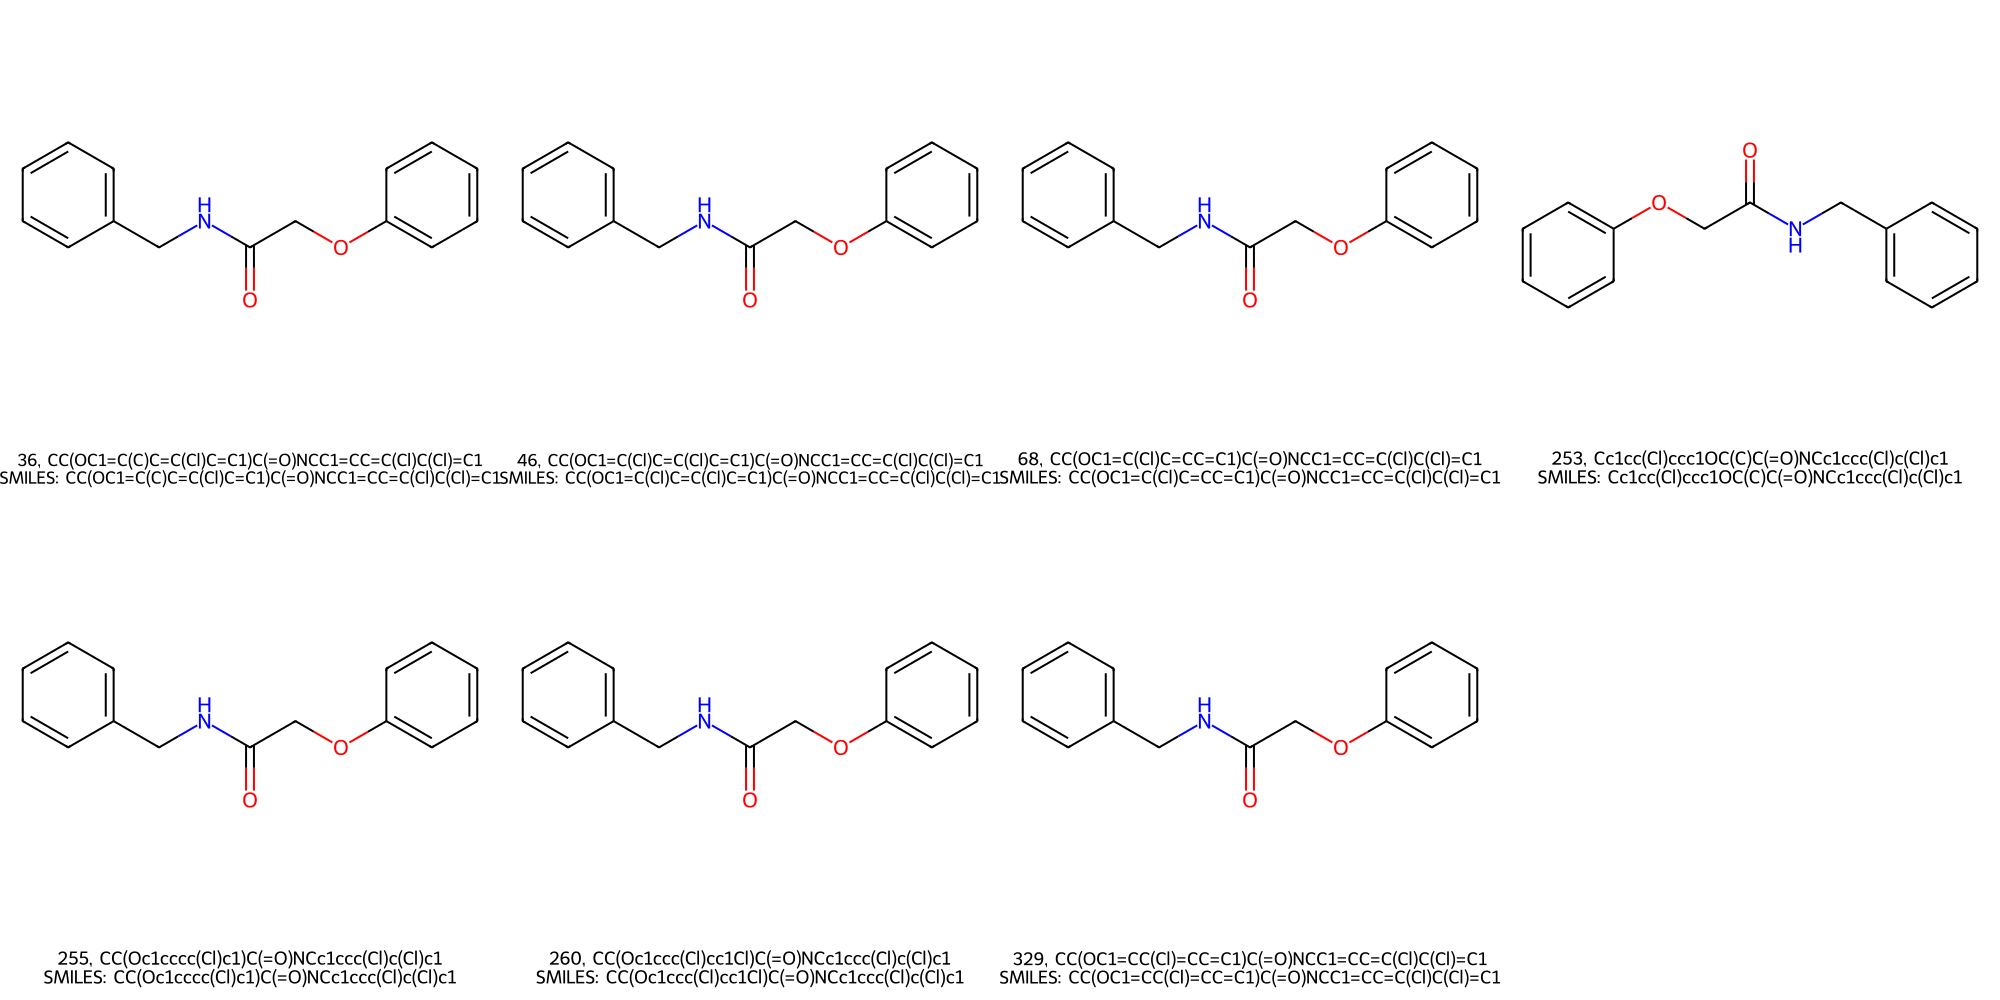 H
N
O
O
H
N
O
O
H
N
O
O
O
O
N
H
36, CC(OC1=C(C)C=C(Cl)C=C1)C(=O)NCC1=CC=C(Cl)C(Cl)=C1
SMILES: CC(OC1=C(C)C=C(Cl)C=C1)C(=O)NCC1=CC=C(Cl)C(Cl)=C1
46, CC(OC1=C(Cl)C=C(Cl)C=C1)C(=O)NCC1=CC=C(Cl)C(Cl)=C1
SMILES: CC(OC1=C(Cl)C=C(Cl)C=C1)C(=O)NCC1=CC=C(Cl)C(Cl)=C1
68, CC(OC1=C(Cl)C=CC=C1)C(=O)NCC1=CC=C(Cl)C(Cl)=C1
SMILES: CC(OC1=C(Cl)C=CC=C1)C(=O)NCC1=CC=C(Cl)C(Cl)=C1
253, Cc1cc(Cl)ccc1OC(C)C(=O)NCc1ccc(Cl)c(Cl)c1
SMILES: Cc1cc(Cl)ccc1OC(C)C(=O)NCc1ccc(Cl)c(Cl)c1
H
N
O
O
H
N
O
O
H
N
O
O
255, CC(Oc1cccc(Cl)c1)C(=O)NCc1ccc(Cl)c(Cl)c1
SMILES: CC(Oc1cccc(Cl)c1)C(=O)NCc1ccc(Cl)c(Cl)c1
260, CC(Oc1ccc(Cl)cc1Cl)C(=O)NCc1ccc(Cl)c(Cl)c1
SMILES: CC(Oc1ccc(Cl)cc1Cl)C(=O)NCc1ccc(Cl)c(Cl)c1
329, CC(OC1=CC(Cl)=CC=C1)C(=O)NCC1=CC=C(Cl)C(Cl)=C1
SMILES: CC(OC1=CC(Cl)=CC=C1)C(=O)NCC1=CC=C(Cl)C(Cl)=C1